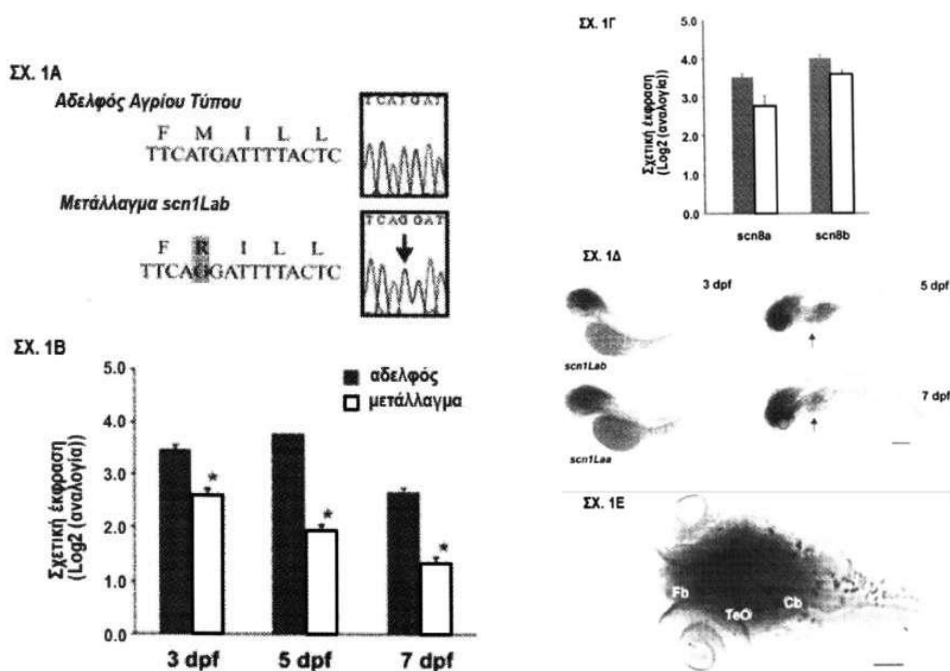 ΣΧ. 1Α
Αδελφός Αγρίου Τύπου
F M I L L
TTCATGATTTTACTC
TCATGAT
Μετάλλαγμα scn1Lab
F R I L L
TTCAGGATTTTACTC
TCAGGAT
ΣΧ. 1Β
Σχετική έκφραση
(Log2 (αναλογία))
5.0
4.0
3.0
2.0
1.0
0.0
αδελφός
μετάλλαγμα
*
*
*
3 dpf 5 dpf 7 dpf
ΣΧ. 1Γ
Σχετική έκφραση
(Log2 (αναλογία))
5.0
4.0
3.0
2.0
1.0
0.0
scn8a scn8b
ΣΧ. 1Δ
3 dpf 5 dpf
scn1Lab
7 dpf
scn1Laa
ΣΧ. 1Ε
Fb TeO Cb